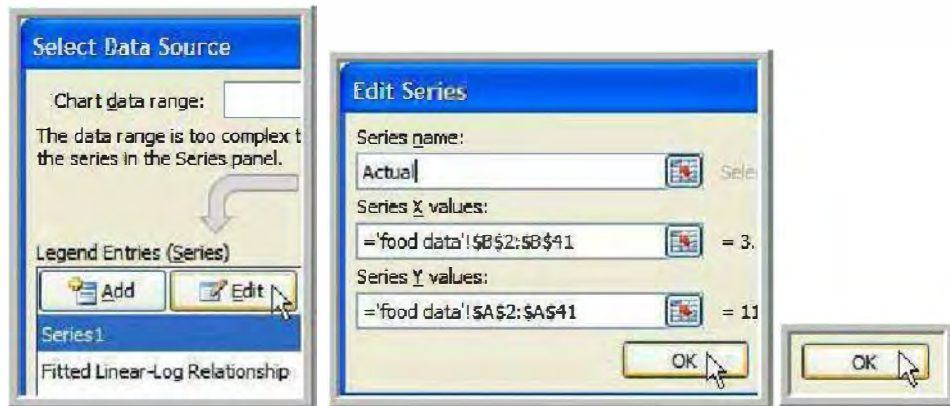 Select Data Source
Chart data range:
The data range is too complex t
the series in the Series panel.
Legend Entries (Series)
Add Edit
Series1
Fitted Linear-Log Relationship
Edit Series
Series name:
Actual Sele
Series X values:
='food data'!$B$2:$B$41 = 3.
Series Y values:
='food data'!$A$2:$A$41 = 11
OK
OK